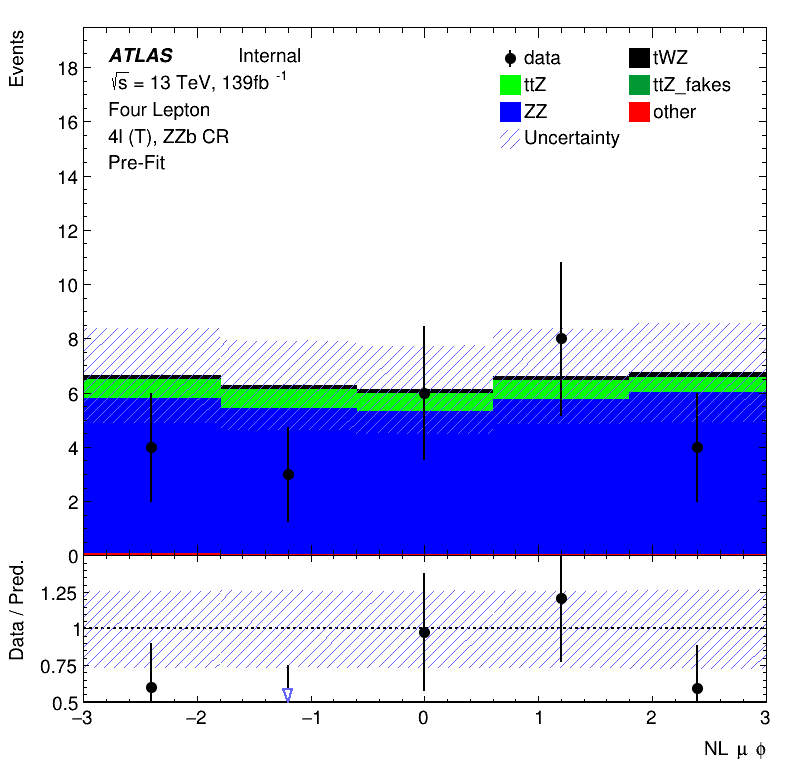 Events
ATLAS Internal
√s = 13 TeV, 139fb -1
Four Lepton
4l (T), ZZb CR
Pre-Fit
data
tWZ
ttZ
ttZ_fakes
ZZ
other
Uncertainty
18
16
14
12
10
8
6
4
2
0
Data / Pred.
1.25
1
0.75
0.5
−3 −2 −1 0 1 2 3
NL μ φ